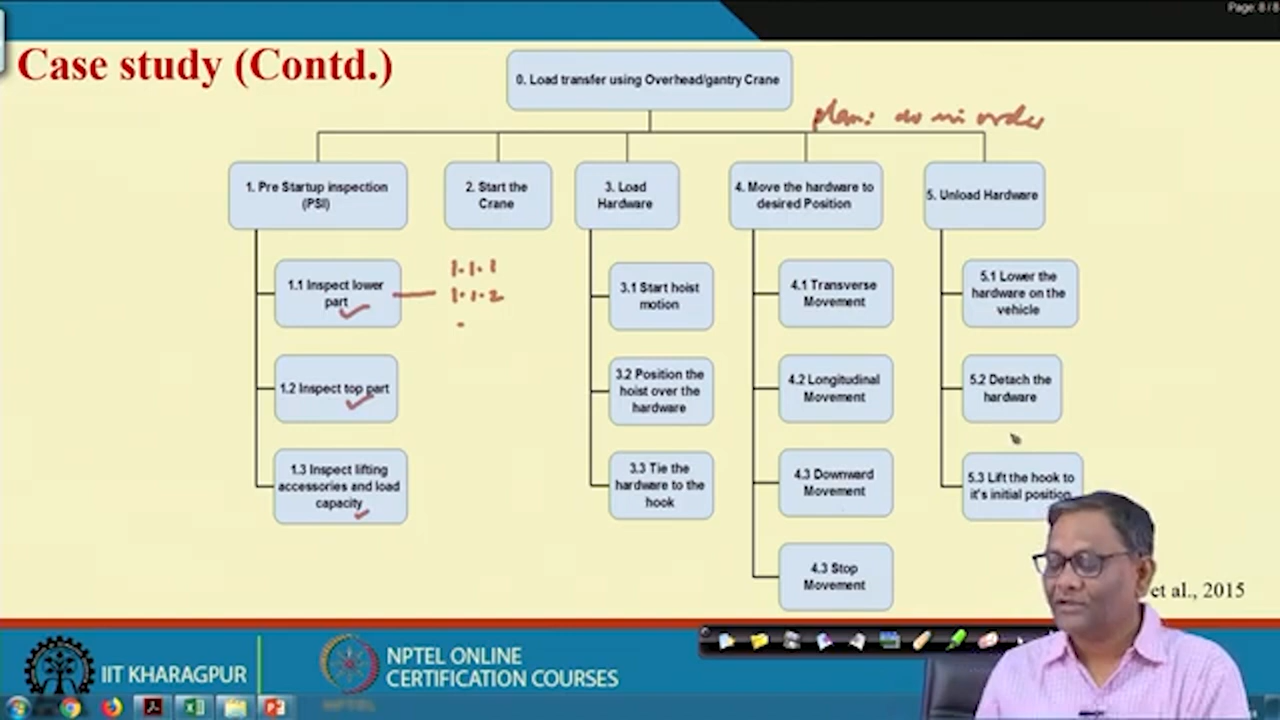 Page: 8 / 8
Case study (Contd.)
0. Load transfer using Overhead/gantry Crane
plan: do in order
1. Pre Startup inspection
(PSI)
2. Start the
Crane
3. Load
Hardware
4. Move the hardware to
desired Position
5. Unload Hardware
1.1 Inspect lower
part
1.1.1
1.1.2
1.2 Inspect top part
1.3 Inspect lifting
accessories and load
capacity
3.1 Start hoist
motion
3.2 Position the
hoist over the
hardware
3.3 Tie the
hardware to the
hook
4.1 Transverse
Movement
4.2 Longitudinal
Movement
4.3 Downward
Movement
4.3 Stop
Movement
5.1 Lower the
hardware on the
vehicle
5.2 Detach the
hardware
5.3 Lift the hook to
it's initial position
et al., 2015
IIT KHARAGPUR
NPTEL ONLINE
CERTIFICATION COURSES
NPTEL